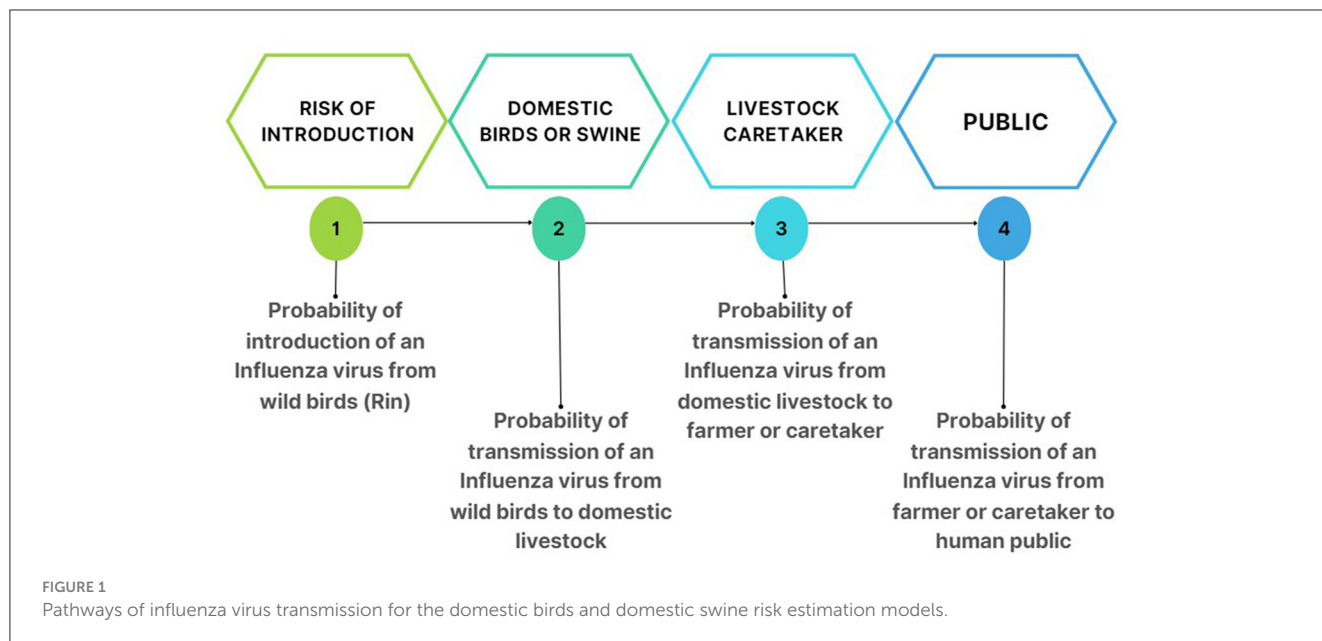 RISK OF
INTRODUCTION
DOMESTIC
BIRDS OR SWINE
LIVESTOCK
CARETAKER
PUBLIC
1
2
3
4
Probability of
introduction of an
Influenza virus from
wild birds (Rin)
Probability of
transmission of an
Influenza virus from
wild birds to domestic
livestock
Probability of
transmission of an
Influenza virus from
domestic livestock to
farmer or caretaker
Probability of
transmission of an
Influenza virus from
farmer or caretaker to
human public
FIGURE 1
Pathways of influenza virus transmission for the domestic birds and domestic swine risk estimation models.